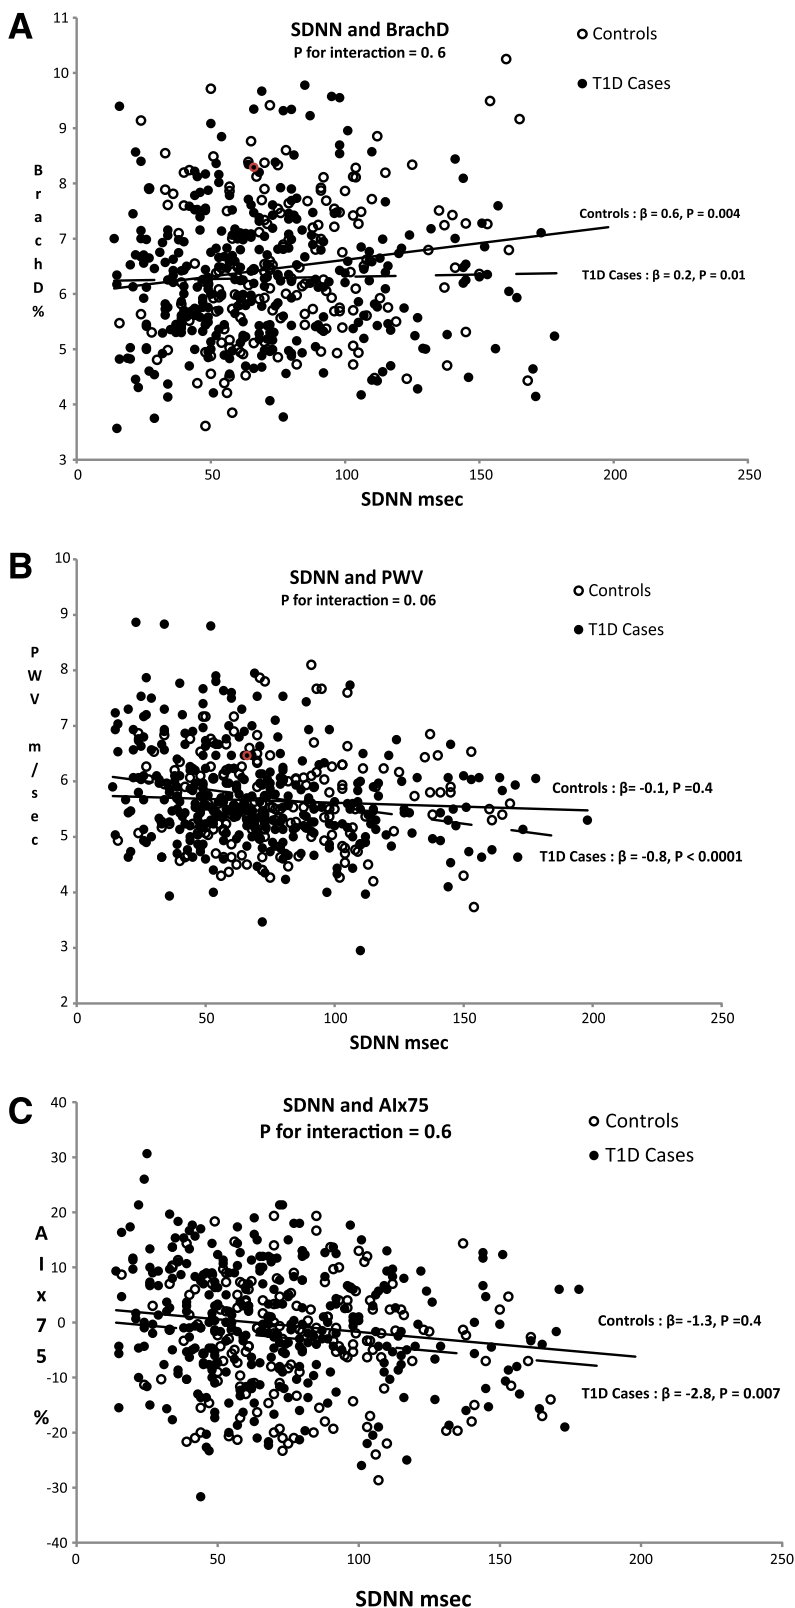 A
SDNN and BrachD
P for interaction = 0. 6
Controls
T1D Cases
BrachD%
11
10
9
8
7
6
5
4
3
Controls : β = 0.6, P = 0.004
T1D Cases : β = 0.2, P = 0.01
0 50 100 150 200 250
SDNN msec
B
SDNN and PWV
P for interaction = 0. 06
Controls
T1D Cases
PWV m/sec
10
9
8
7
6
5
4
3
2
Controls : β= -0.1, P =0.4
T1D Cases : β = -0.8, P < 0.0001
0 50 100 150 200 250
SDNN msec
C
SDNN and AIx75
P for interaction = 0.6
Controls
T1D Cases
AIx75 %
40
30
20
10
0
-10
-20
-30
-40
Controls : β= -1.3, P =0.4
T1D Cases : β = -2.8, P = 0.007
0 50 100 150 200 250
SDNN msec